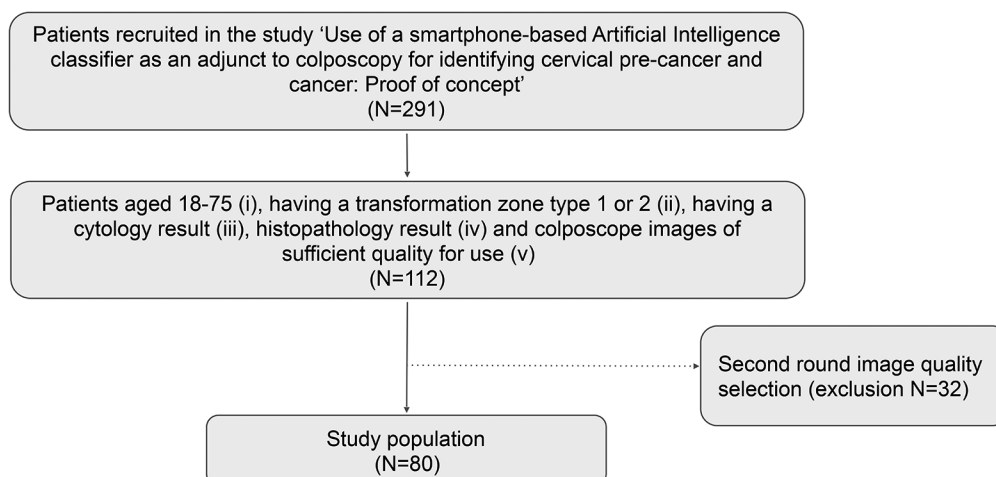 Patients recruited in the study ‘Use of a smartphone-based Artificial Intelligence
classifier as an adjunct to colposcopy for identifying cervical pre-cancer and
cancer: Proof of concept’
(N=291)
Patients aged 18-75 (i), having a transformation zone type 1 or 2 (ii), having a
cytology result (iii), histopathology result (iv) and colposcope images of
sufficient quality for use (v)
(N=112)
Second round image quality
selection (exclusion N=32)
Study population
(N=80)